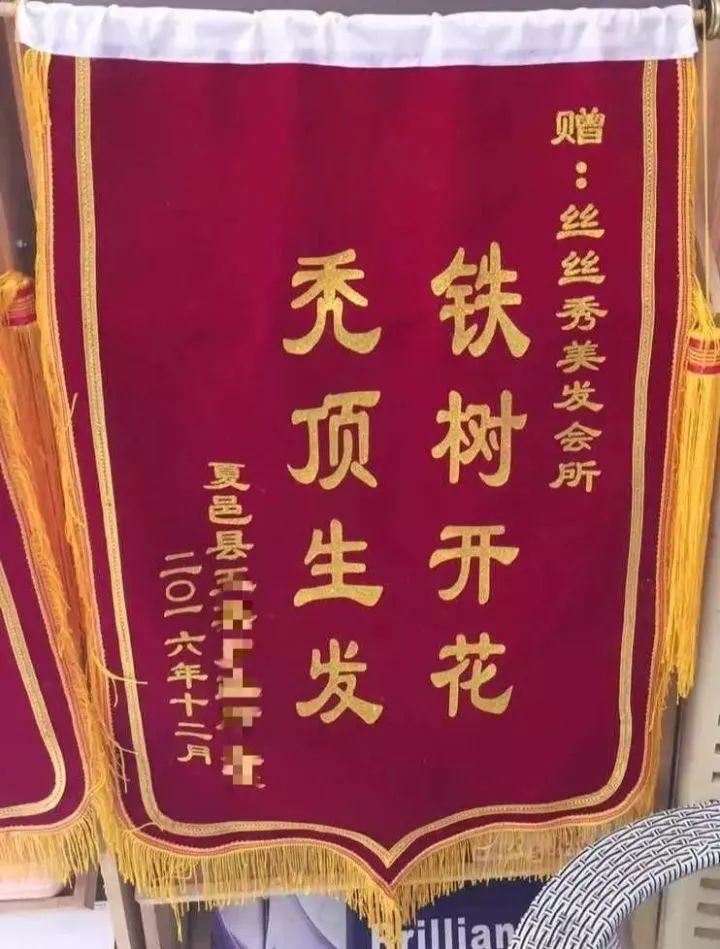 赠：丝丝秀美发会所
铁树开花
秃顶生发
夏邑县
二〇一六年十二月
Brillian